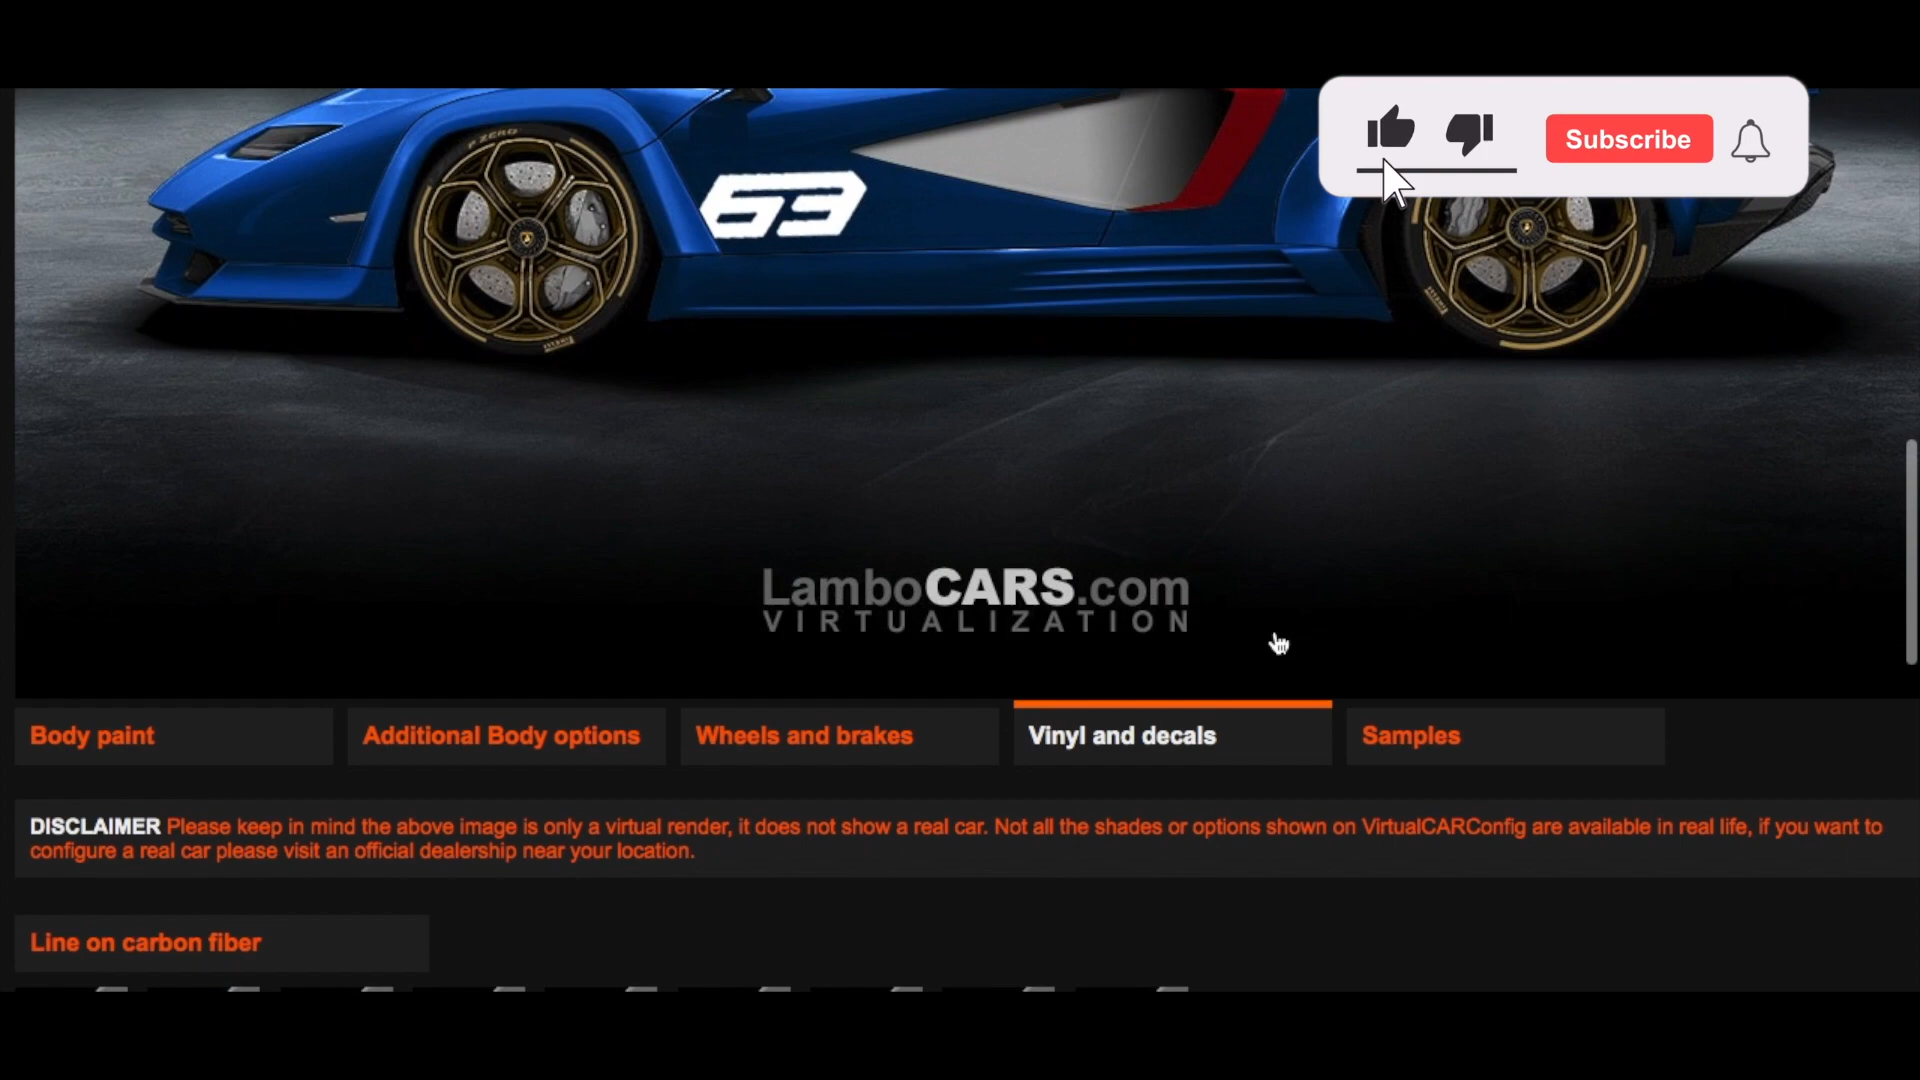 P ZERO
63
Subscribe
LamboCARS.com
VIRTUALIZATION
Body paint
Additional Body options
Wheels and brakes
Vinyl and decals
Samples
DISCLAIMER Please keep in mind the above image is only a virtual render, it does not show a real car. Not all the shades or options shown on VirtualCARConfig are available in real life, if you want to
configure a real car please visit an official dealership near your location.
Line on carbon fiber